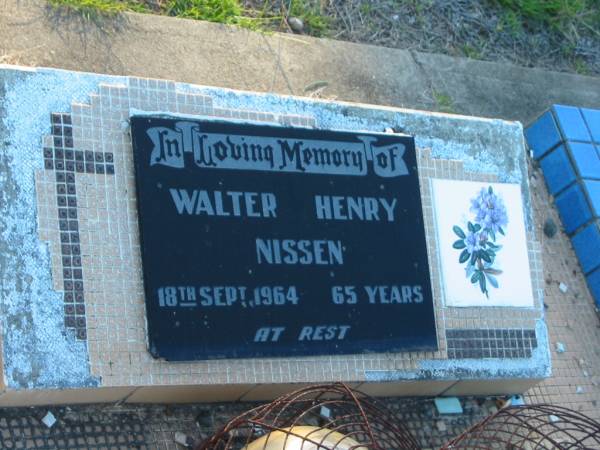 In Loving Memory of
WALTER HENRY
NISSEN
18TH SEPT, 1964 65 YEARS
AT REST